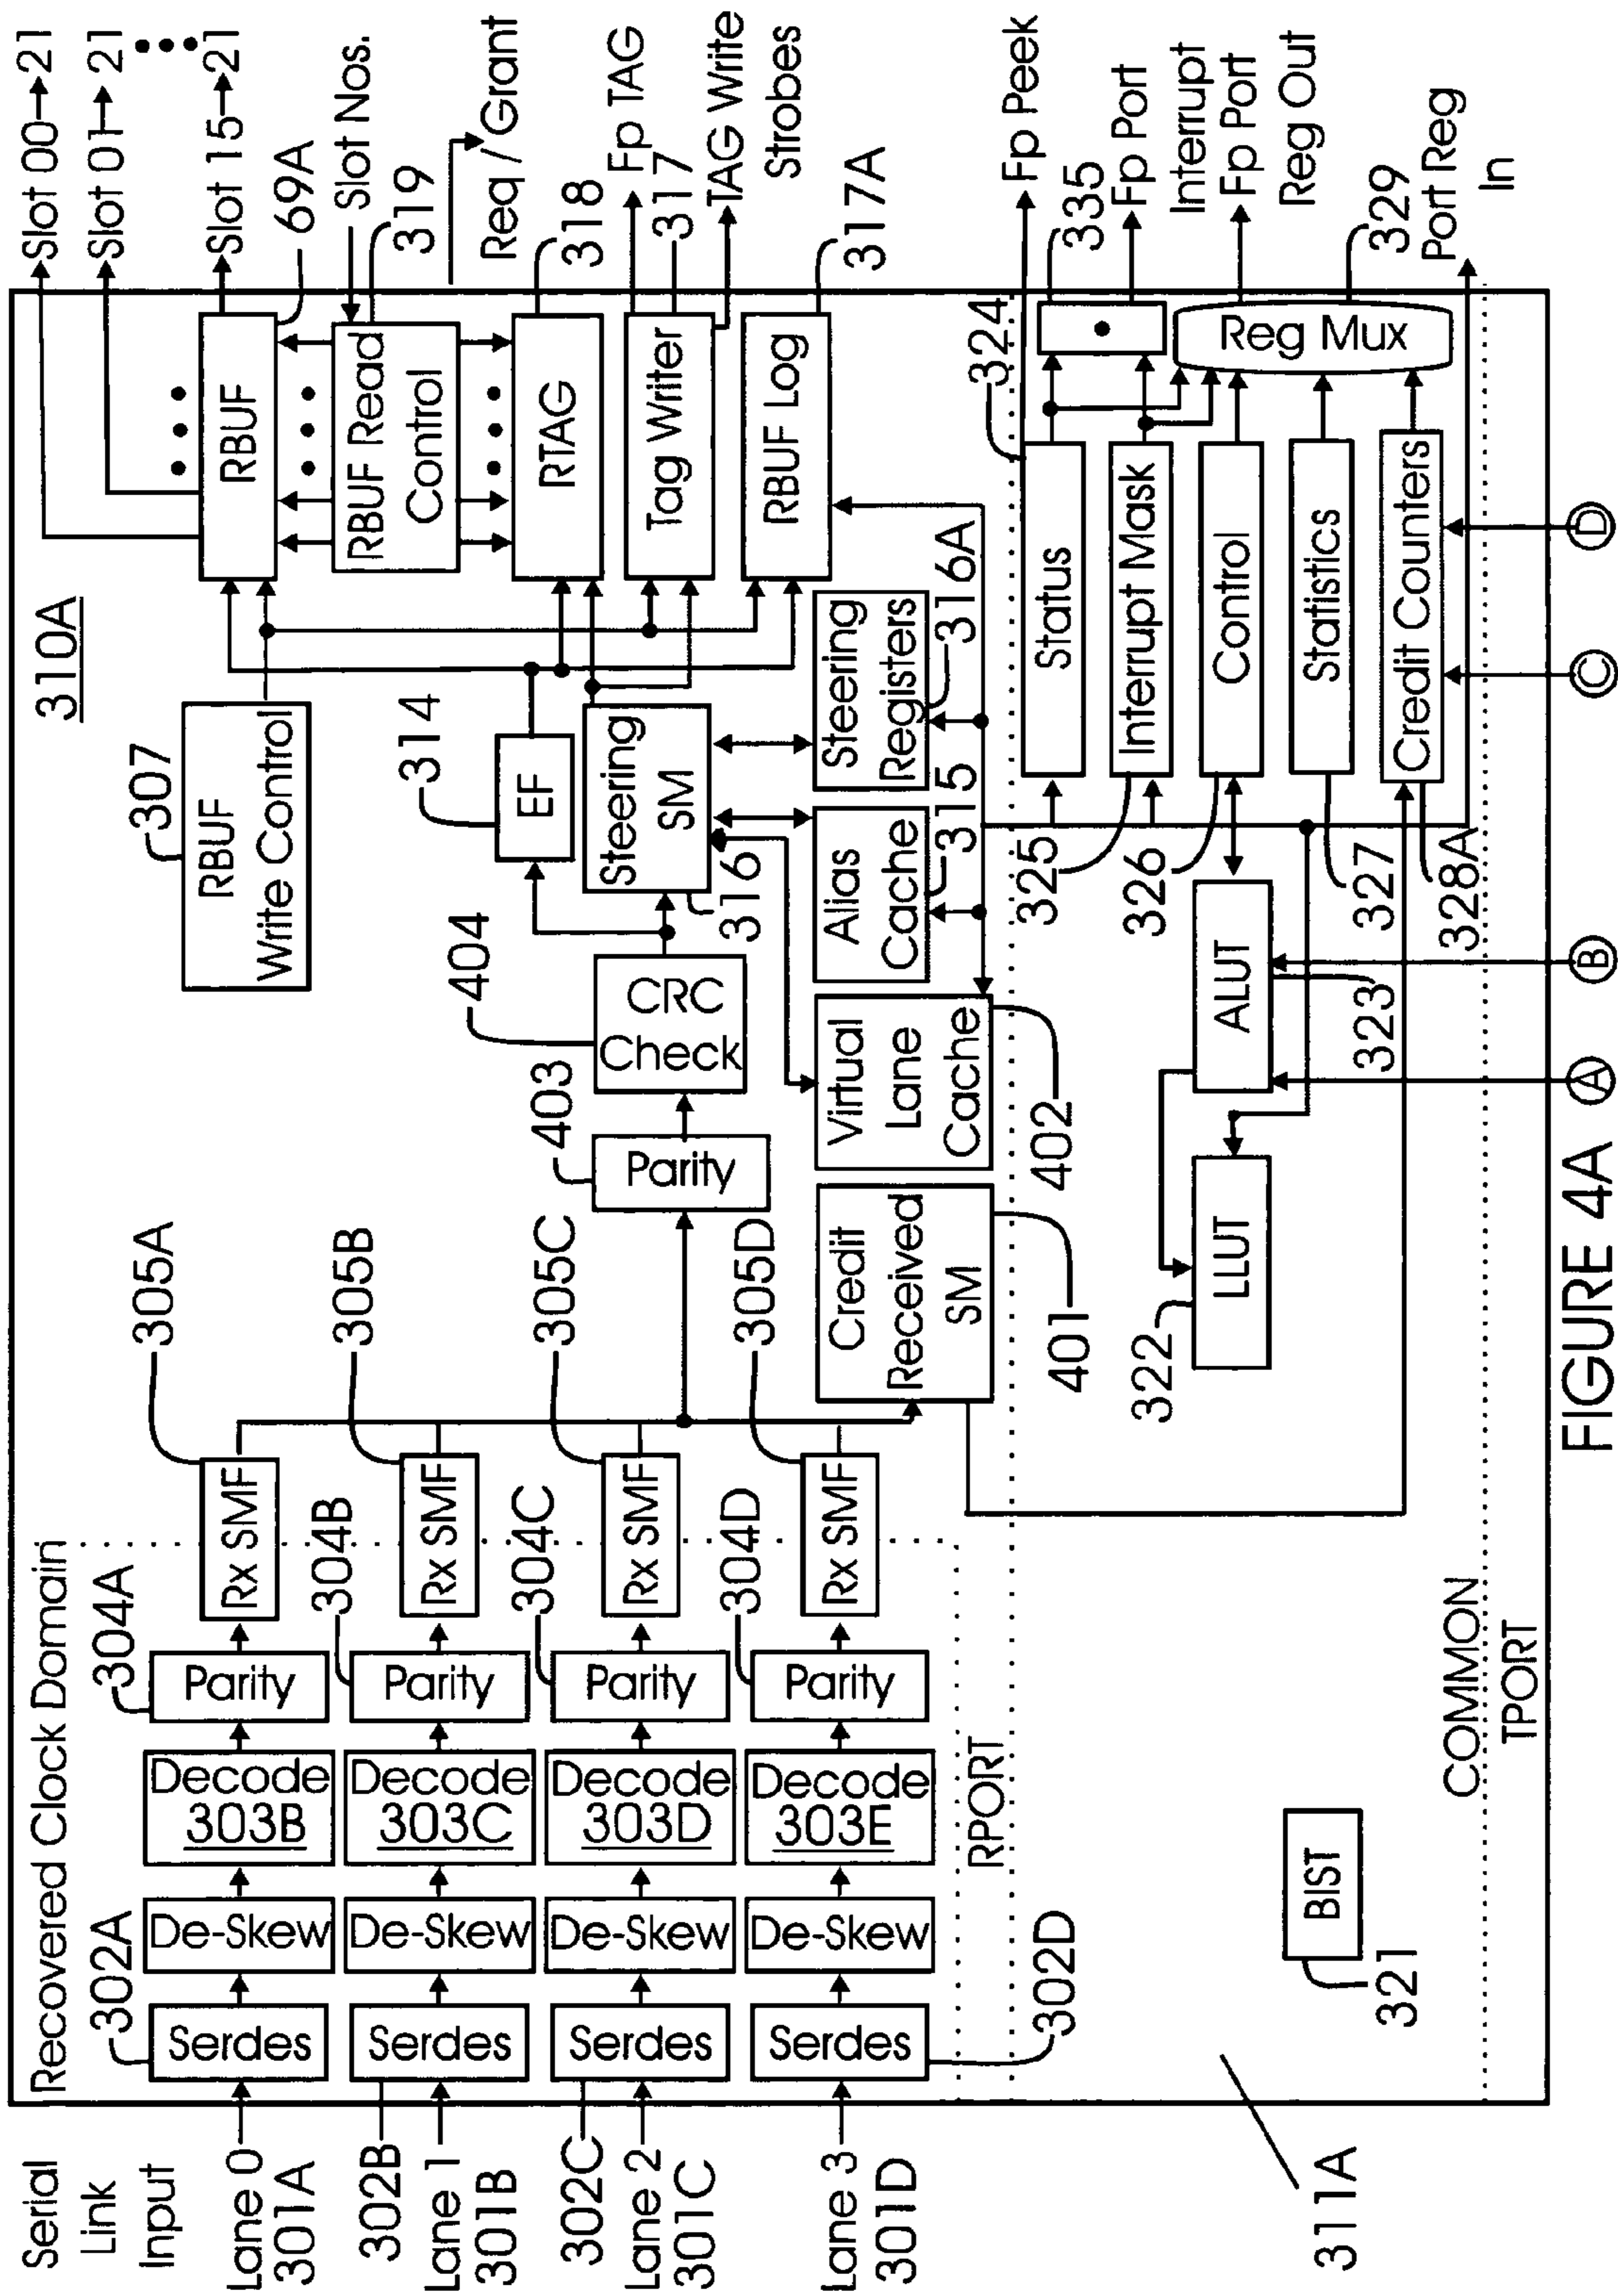 310A
Serial
Link
Input
Recovered Clock Domain
Lane 0
301A
302A
Serdes
De-Skew
Decode
303B
304A
Parity
Rx SMF
305A
302B
Lane 1
301B
Serdes
De-Skew
Decode
303C
304B
Parity
Rx SMF
305B
302C
Lane 2
301C
Serdes
De-Skew
Decode
303D
304C
Parity
Rx SMF
305C
Lane 3
301D
302D
Serdes
De-Skew
Decode
303E
304D
Parity
Rx SMF
305D
307
RBUF
Write Control
403
Parity
404
CRC
Check
314
EF
Steering
SM
316
Credit
Received
SM
401
Virtual
Lane
Cache
402
Alias
Cache
315
Steering
Registers
316A
RBUF
69A
RBUF Read
Control
319
RTAG
318
Tag Writer
317
RBUF Log
317A
Slot 00→21
Slot 01→21
Slot 15→21
Slot Nos.
Req / Grant
Fp TAG
TAG Write
Strobes
RPORT
322
LLUT
ALUT
323
324
Status
325
Interrupt Mask
326
Control
327
Statistics
328A
Credit Counters
335
Reg Mux
329
Fp Peek
Fp Port
Interrupt
Fp Port
Reg Out
Port Reg
In
BIST
321
311A
COMMON
TPORT
A
B
C
D
FIGURE 4A